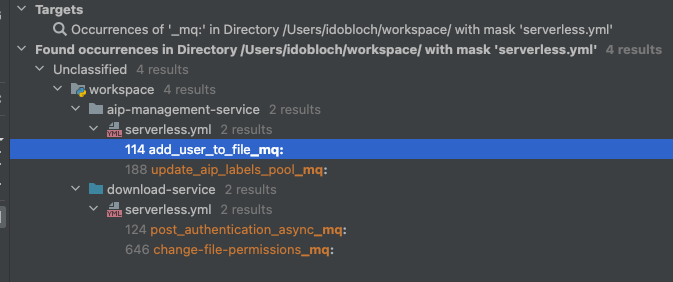 Targets
Occurrences of '_mq:' in Directory /Users/idobloch/workspace/ with mask 'serverless.yml'
Found occurrences in Directory /Users/idobloch/workspace/ with mask 'serverless.yml' 4 results
Unclassified 4 results
workspace 4 results
aip-management-service 2 results
YML serverless.yml 2 results
114 add_user_to_file_mq:
188 update_aip_labels_pool_mq:
download-service 2 results
YML serverless.yml 2 results
124 post_authentication_async_mq:
646 change-file-permissions_mq: